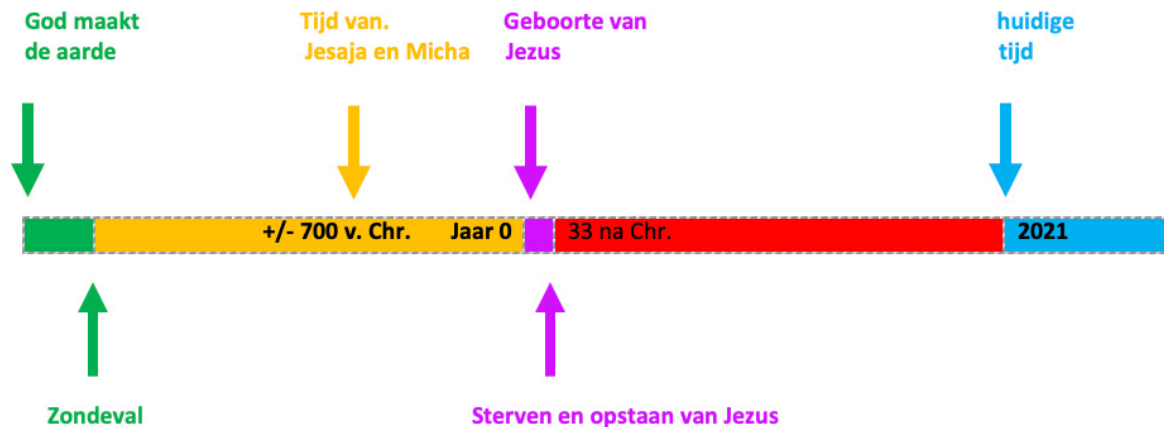 God maakt
de aarde
Tijd van.
Jesaja en Micha
Geboorte van
Jezus
huidige
tijd
+/- 700 v. Chr. Jaar 0 33 na Chr. 2021
Zondeval
Sterven en opstaan van Jezus